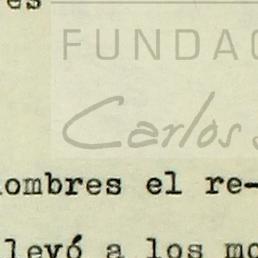 es
FUNDAC
Carlos S
ombres el re-
levó a los mo